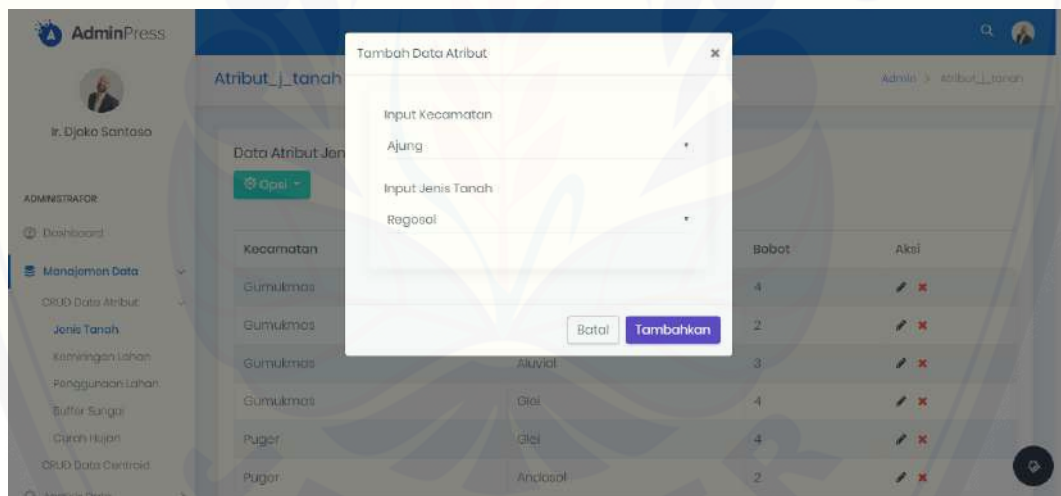 AdminPress
Ir. Djoko Santoso
ADMINISTRATOR
Dashboard
Manajemen Data
CRUD Data Atribut
Jenis Tanah
Kemiringan Lahan
Penggunaan Lahan
Buffer Sungai
Curah Hujan
CRUD Data Centroid
Analisis Data
Atribut_j_tanah
Admin > Atribut_j_tanah
Data Atribut Jen
Opsi
Tambah Data Atribut
Input Kecamatan
Ajung
Input Jenis Tanah
Regosol
Batal Tambahkan
Kecamatan Bobot Aksi
Gumukmas 4
Gumukmas 2
Gumukmas Aluvial 3
Gumukmas Glei 4
Puger Glei 4
Puger Andosol 2